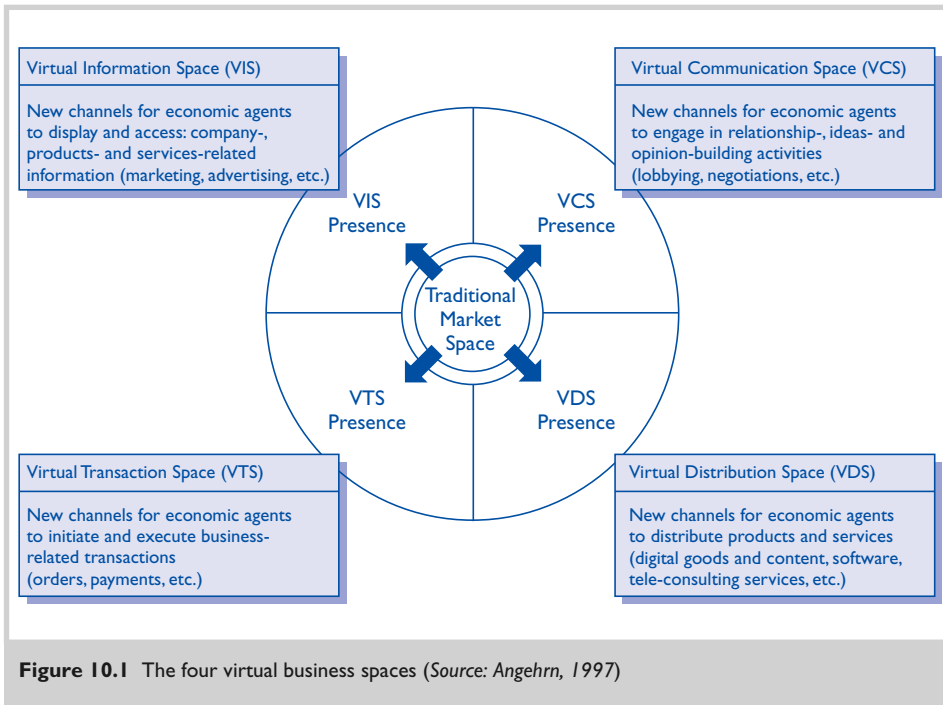 Virtual Information Space (VIS)
New channels for economic agents
to display and access: company-,
products- and services-related
information (marketing, advertising, etc.)
Virtual Communication Space (VCS)
New channels for economic agents
to engage in relationship-, ideas- and
opinion-building activities
(lobbying, negotiations, etc.)
VIS
Presence
VCS
Presence
Traditional
Market
Space
VTS
Presence
VDS
Presence
Virtual Transaction Space (VTS)
New channels for economic agents
to initiate and execute business-
related transactions
(orders, payments, etc.)
Virtual Distribution Space (VDS)
New channels for economic agents
to distribute products and services
(digital goods and content, software,
tele-consulting services, etc.)
Figure 10.1 The four virtual business spaces (Source: Angehrn, 1997)